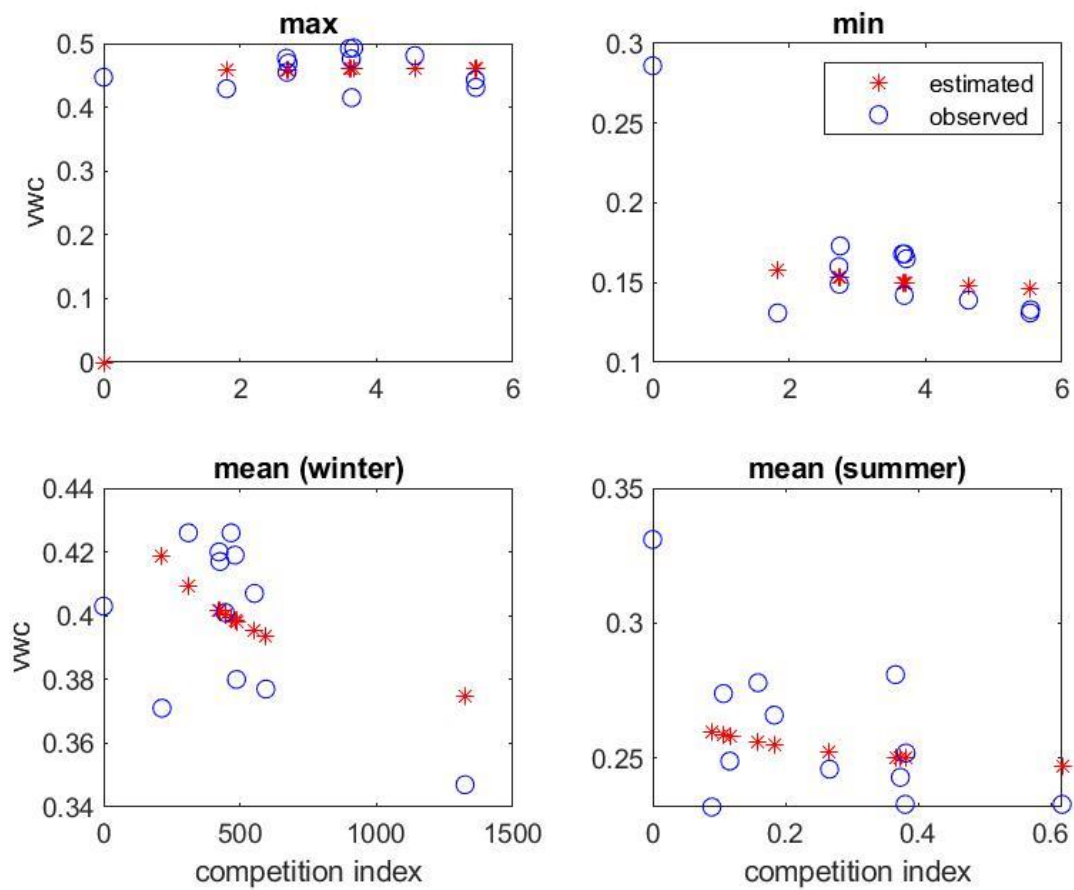 max
0.5
0.4
0.3
0.2
0.1
0
vwc
0 2 4 6
min
0.3
0.25
0.2
0.15
0.1
estimated
observed
0 2 4 6
mean (winter)
0.44
0.42
0.4
0.38
0.36
0.34
vwc
0 500 1000 1500
competition index
mean (summer)
0.35
0.3
0.25
0 0.2 0.4 0.6
competition index